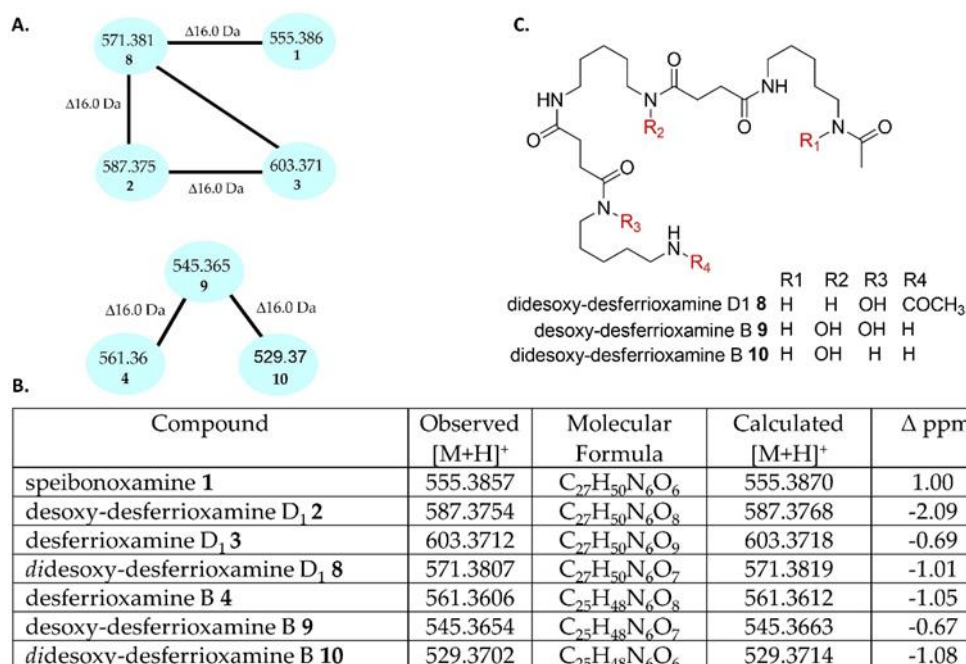 A.
571.381
8
Δ16.0 Da
555.386
1
Δ16.0 Da
587.375
2
Δ16.0 Da
603.371
3
545.365
9
Δ16.0 Da
Δ16.0 Da
561.36
4
529.37
10
C.
HN
O
N
R2
O
O
NH
R1
N
O
O
N
R3
H
N
R4
R1 R2 R3 R4
didesoxy-desferrioxamine D1 8 H H OH COCH₃
desoxy-desferrioxamine B 9 H OH OH H
didesoxy-desferrioxamine B 10 H OH H H
B.
Compound Observed [M+H]⁺ Molecular Formula Calculated [M+H]⁺ Δ ppm
speibonoxamine 1 555.3857 C₂₇H₅₀N₆O₆ 555.3870 1.00
desoxy-desferrioxamine D₁ 2 587.3754 C₂₇H₅₀N₆O₈ 587.3768 -2.09
desferrioxamine D₁ 3 603.3712 C₂₇H₅₀N₆O₉ 603.3718 -0.69
didesoxy-desferrioxamine D₁ 8 571.3807 C₂₇H₅₀N₆O₇ 571.3819 -1.01
desferrioxamine B 4 561.3606 C₂₅H₄₈N₆O₈ 561.3612 -1.05
desoxy-desferrioxamine B 9 545.3654 C₂₅H₄₈N₆O₇ 545.3663 -0.67
didesoxy-desferrioxamine B 10 529.3702 C₂₅H₄₈N₆O₆ 529.3714 -1.08